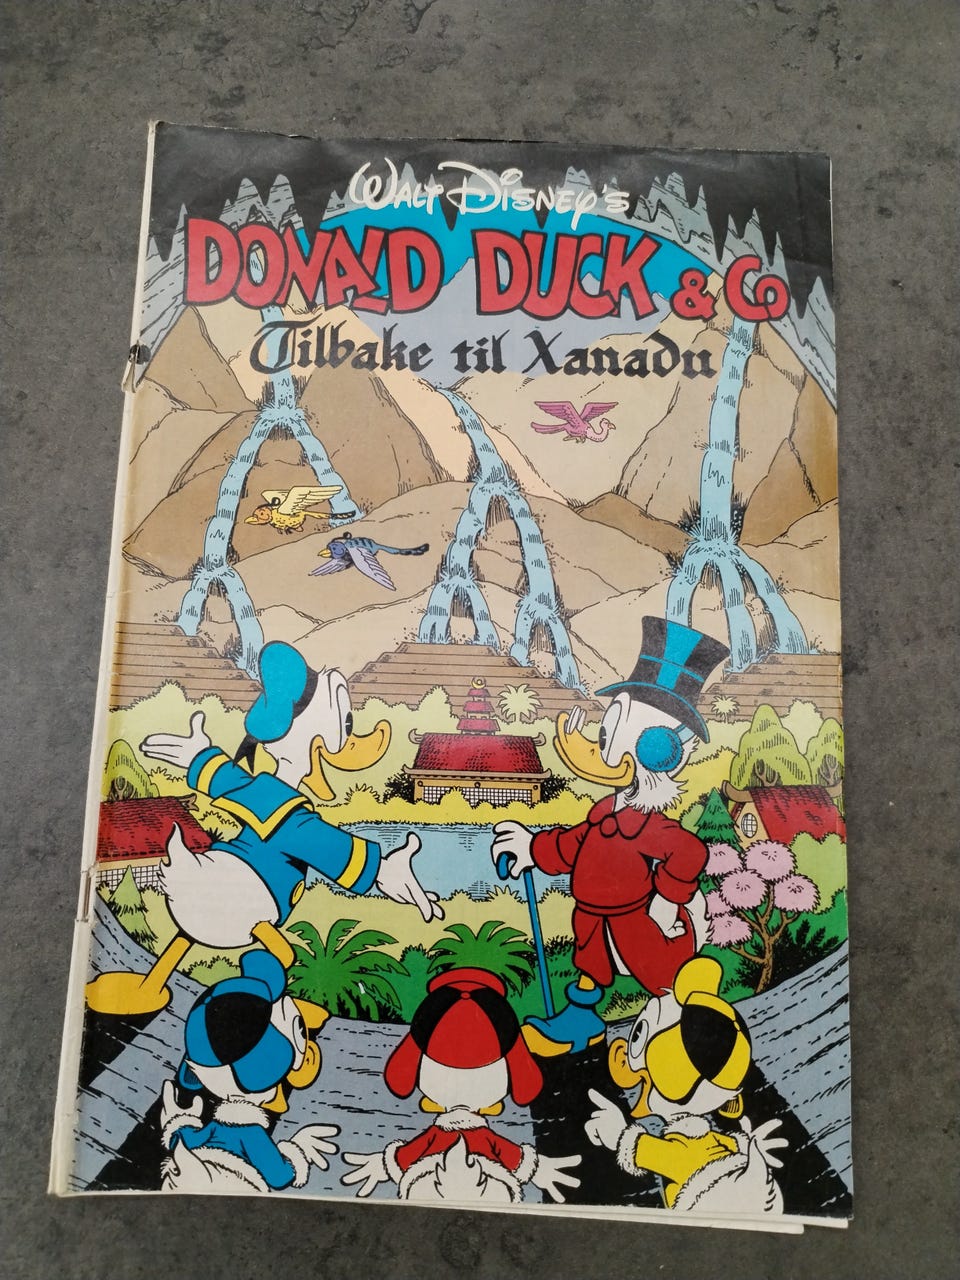 Walt Disney's
DONALD DUCK & Co
Tilbake til Xanadu